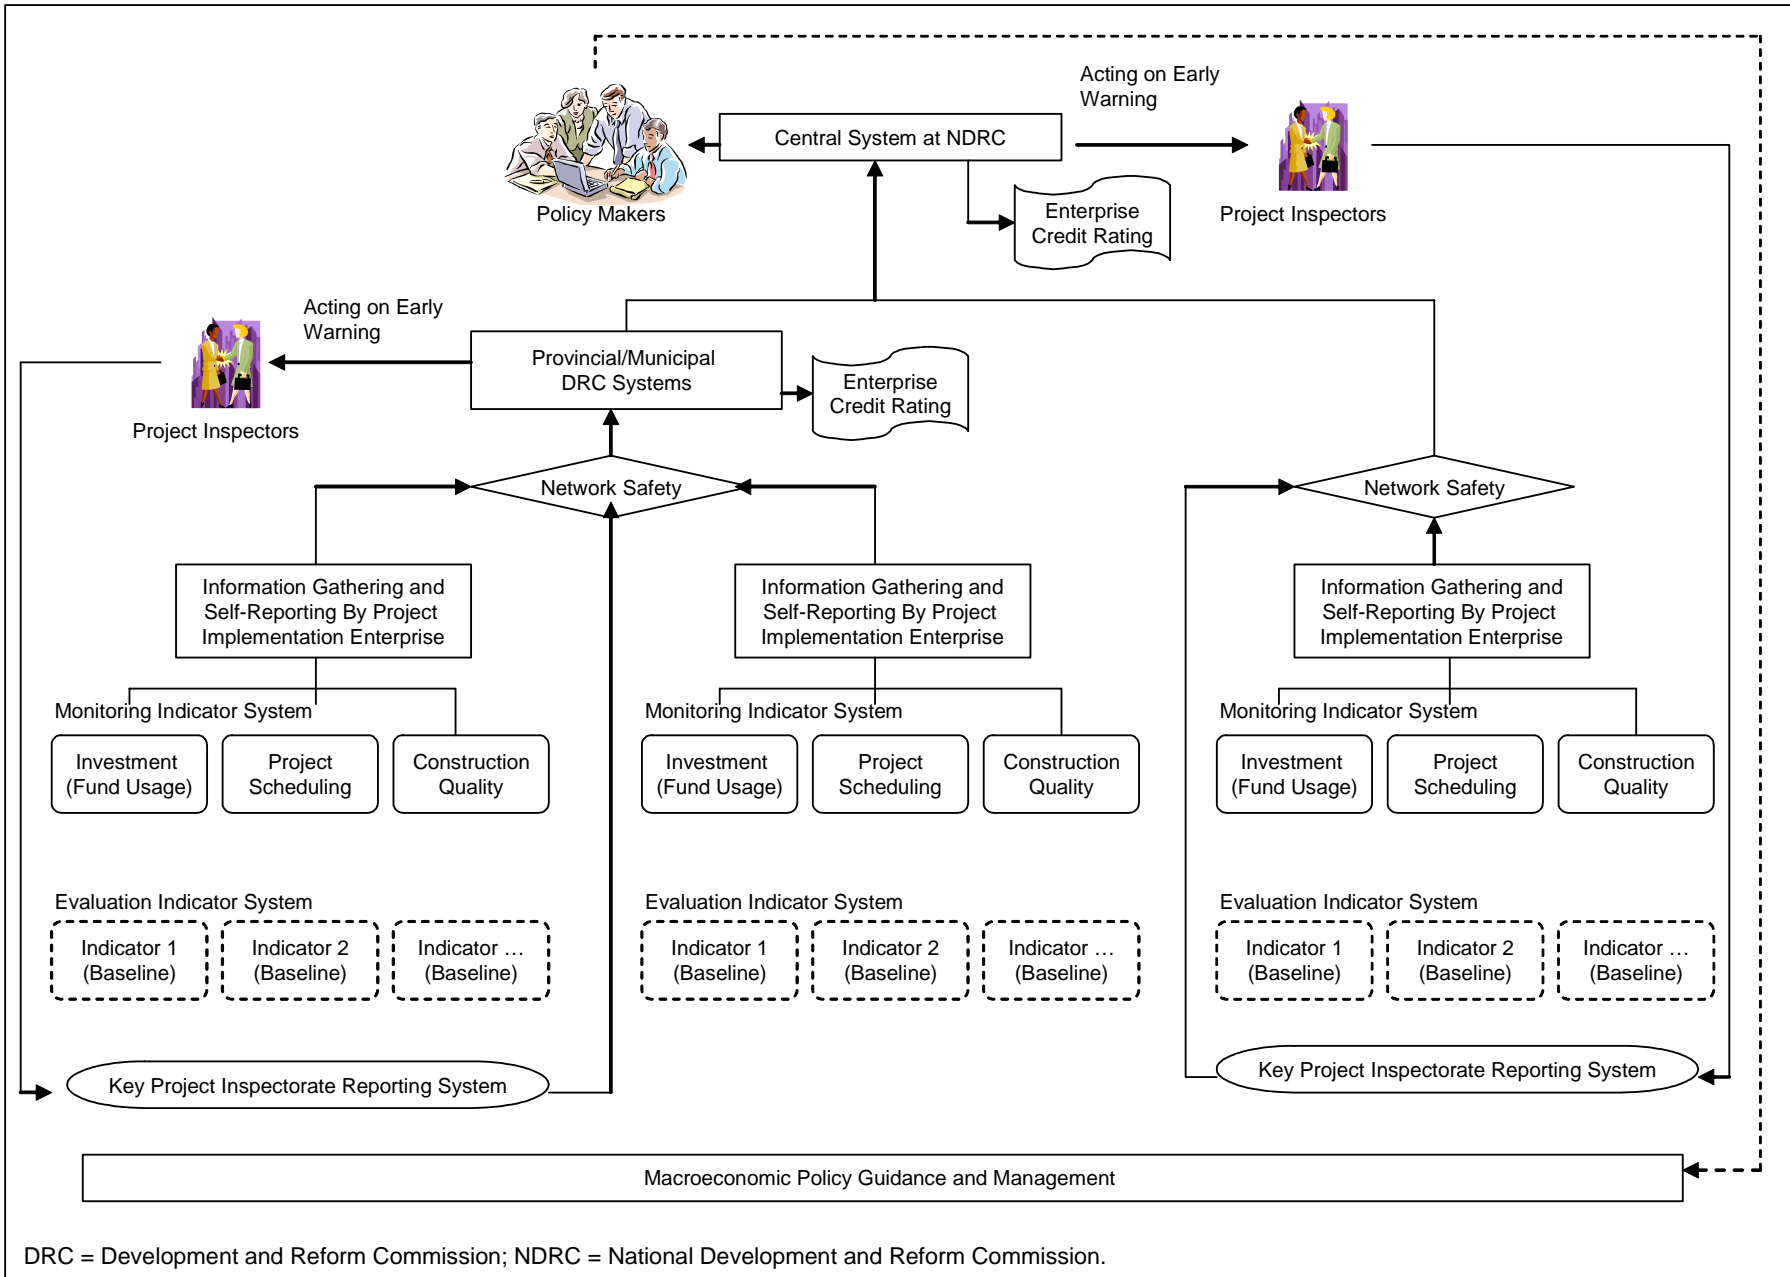 Acting on Early
Warning
Central System at NDRC
Policy Makers
Enterprise
Credit Rating
Project Inspectors
Acting on Early
Warning
Provincial/Municipal
DRC Systems
Enterprise
Credit Rating
Project Inspectors
Network Safety
Network Safety
Information Gathering and
Self-Reporting By Project
Implementation Enterprise
Information Gathering and
Self-Reporting By Project
Implementation Enterprise
Information Gathering and
Self-Reporting By Project
Implementation Enterprise
Monitoring Indicator System
Investment
(Fund Usage)
Project
Scheduling
Construction
Quality
Monitoring Indicator System
Investment
(Fund Usage)
Project
Scheduling
Construction
Quality
Monitoring Indicator System
Investment
(Fund Usage)
Project
Scheduling
Construction
Quality
Evaluation Indicator System
Indicator 1
(Baseline)
Indicator 2
(Baseline)
Indicator …
(Baseline)
Evaluation Indicator System
Indicator 1
(Baseline)
Indicator 2
(Baseline)
Indicator …
(Baseline)
Evaluation Indicator System
Indicator 1
(Baseline)
Indicator 2
(Baseline)
Indicator …
(Baseline)
Key Project Inspectorate Reporting System
Key Project Inspectorate Reporting System
Macroeconomic Policy Guidance and Management
DRC = Development and Reform Commission; NDRC = National Development and Reform Commission.